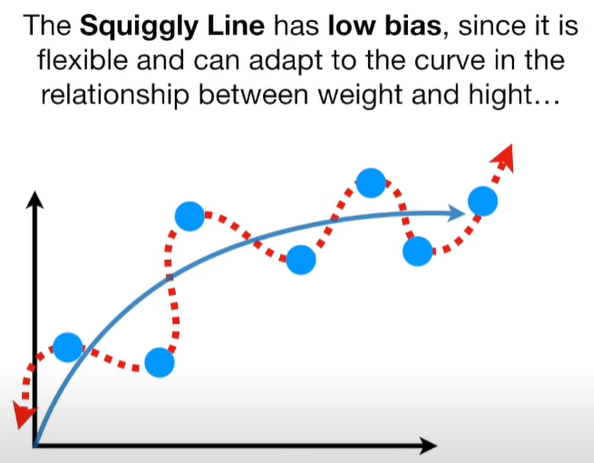 The Squiggly Line has low bias, since it is
flexible and can adapt to the curve in the
relationship between weight and hight…